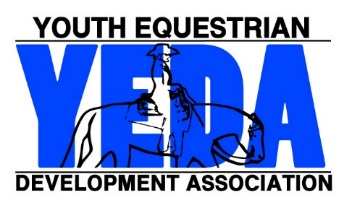 YOUTH EQUESTRIAN
YEDA
DEVELOPMENT ASSOCIATION